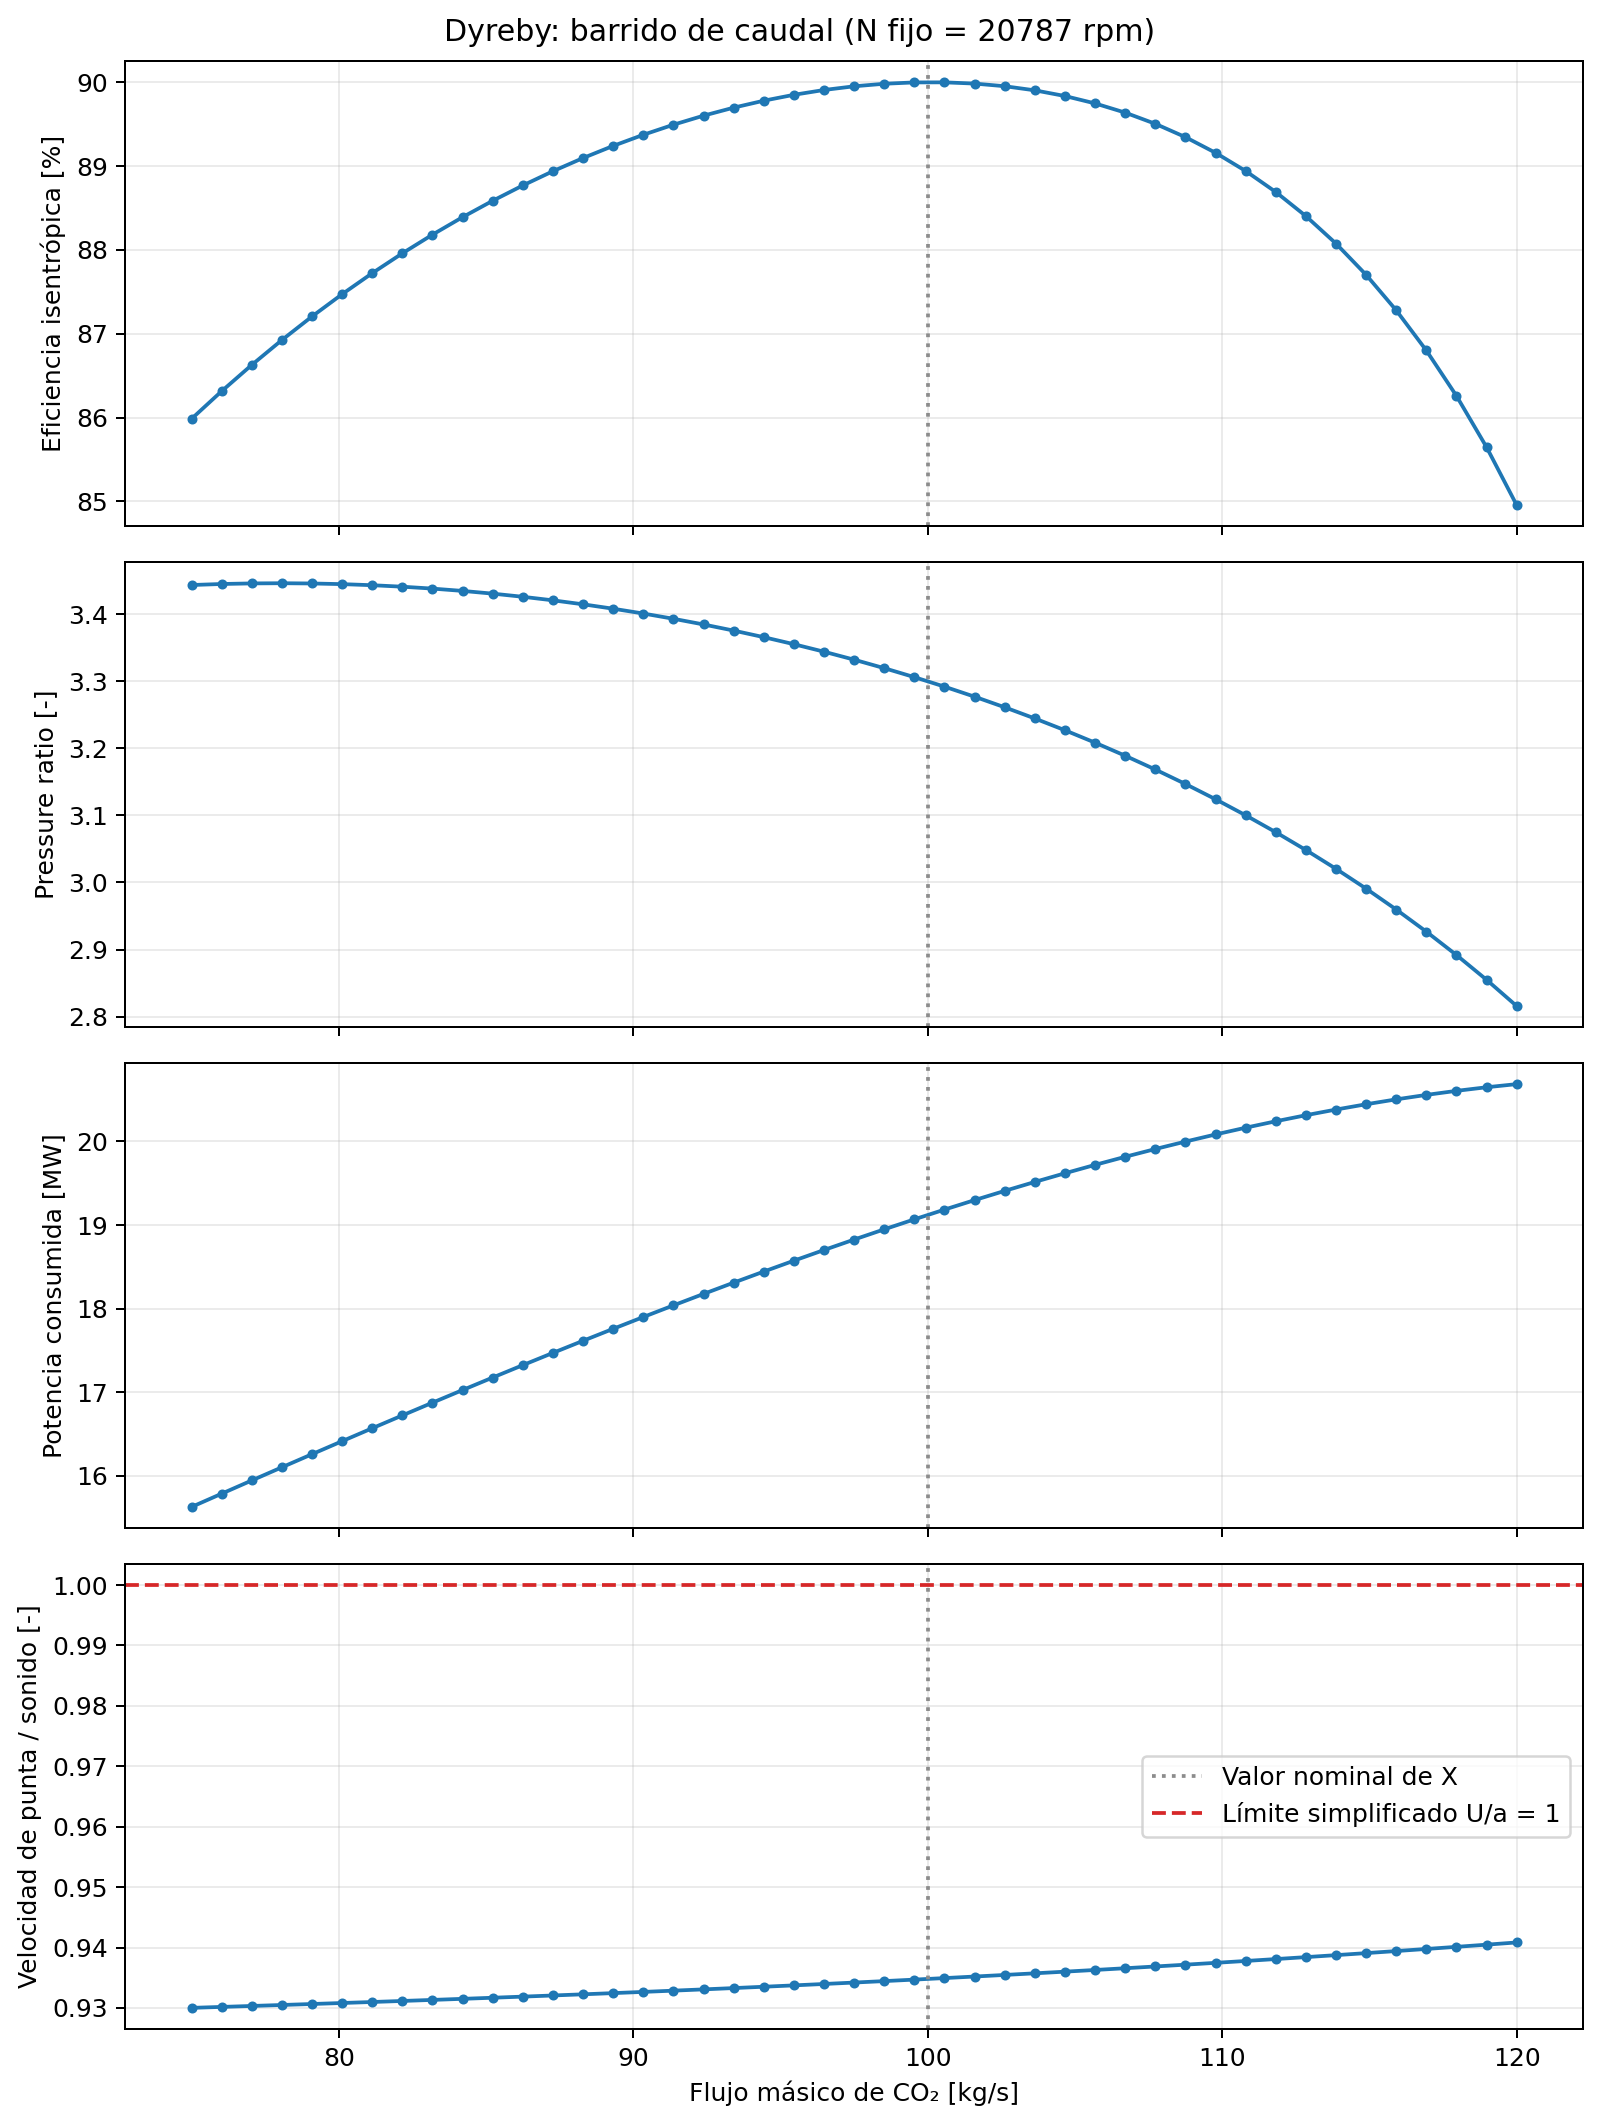 Dyreby: barrido de caudal (N fijo = 20787 rpm)
Eficiencia isentrópica [%]
90
89
88
87
86
85
Pressure ratio [-]
3.4
3.3
3.2
3.1
3.0
2.9
2.8
Potencia consumida [MW]
20
19
18
17
16
Velocidad de punta / sonido [-]
1.00
0.99
0.98
0.97
0.96
0.95
0.94
0.93
Valor nominal de X
Límite simplificado U/a = 1
80 90 100 110 120
Flujo másico de CO₂ [kg/s]